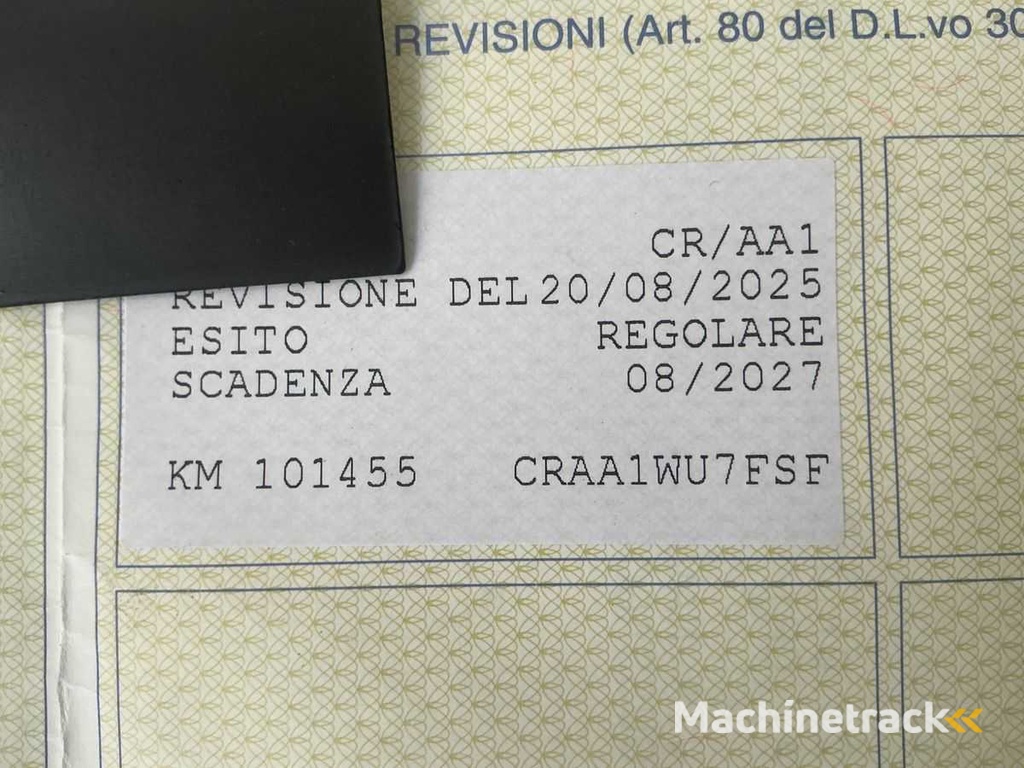 REVISIONI (Art. 80 del D.L.vo 30
CR/AA1
REVISIONE DEL 20/08/2025
ESITO REGOLARE
SCADENZA 08/2027
KM 101455 CRAA1WU7FSF
Machinetrack